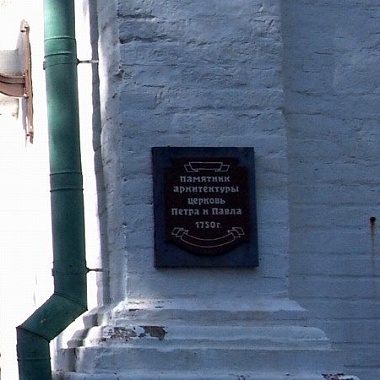 памятник
архитектуры
церковь
Петра и Павла
1750г.